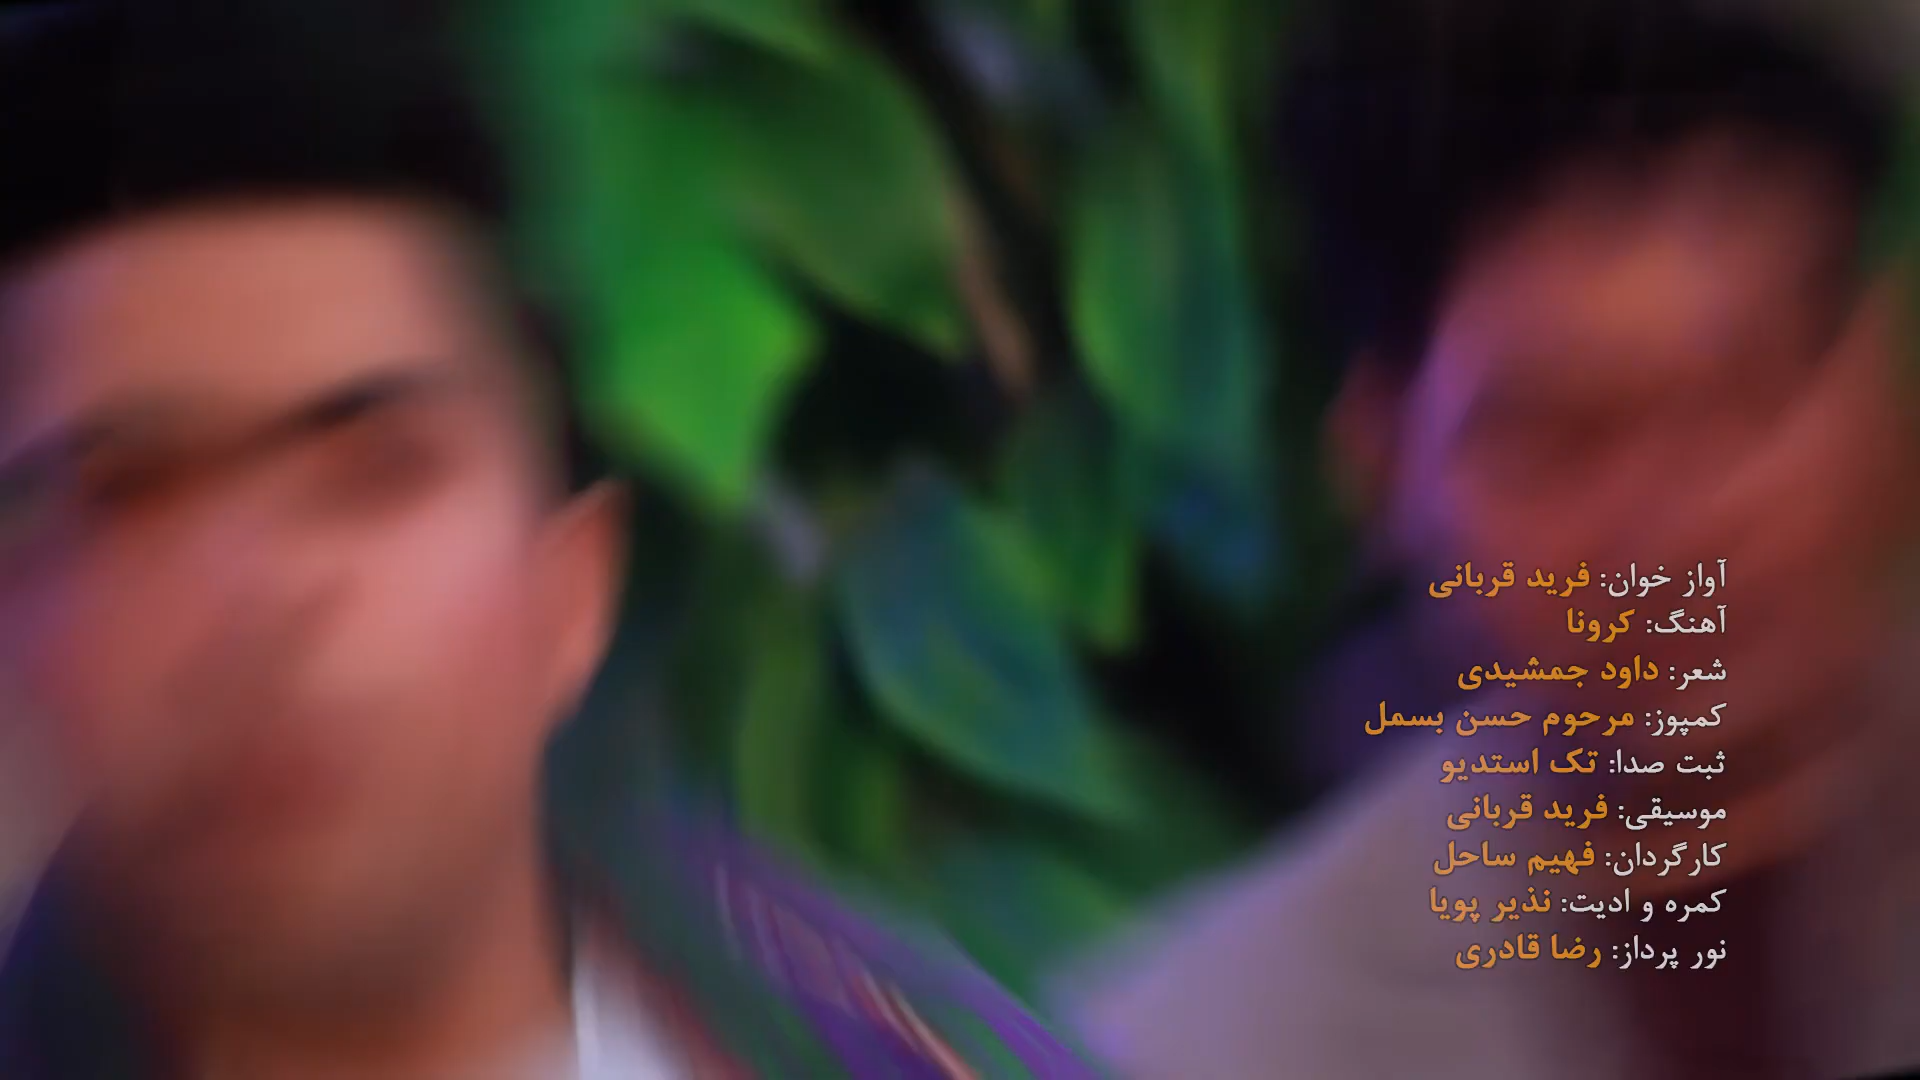 آواز خوان: فرید قربانی
آهنگ: کرونا
شعر: داود جمشیدی
کمپوز: مرحوم حسن بسمل
ثبت صدا: تک استدیو
موسیقی: فرید قربانی
کارگردان: فهیم ساحل
کمره و ادیت: نذیر پویا
نور پرداز: رضا قادری